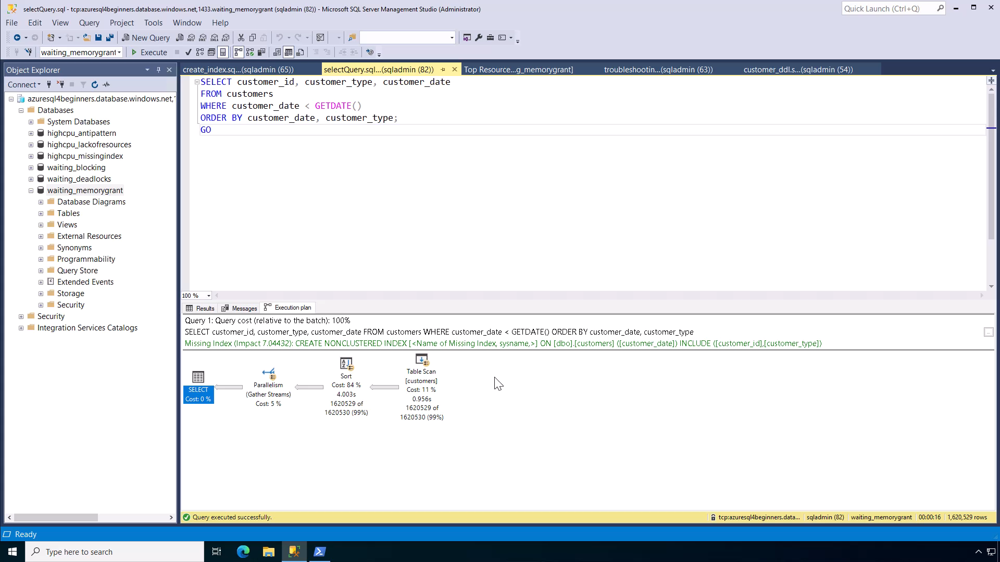 selectQuery.sql - tcp:azuresql4beginners.database.windows.net,1433.waiting_memorygrant (sqladmin (82)) - Microsoft SQL Server Management Studio (Administrator)
Quick Launch (Ctrl+Q)
File Edit View Query Project Tools Window Help
New Query
MDX DMX XMLA DAX
waiting_memorygrant
Execute
Object Explorer
create_index.sq...(sqladmin (65))
selectQuery.sql...(sqladmin (82))
Top Resource...g_memorygrant]
troubleshootin...(sqladmin (63))
customer_ddl.s...(sqladmin (54))
Connect
azuresql4beginners.database.windows.net,
Databases
System Databases
highcpu_antipattern
highcpu_lackofresources
highcpu_missingindex
waiting_blocking
waiting_deadlocks
waiting_memorygrant
Database Diagrams
Tables
Views
External Resources
Synonyms
Programmability
Query Store
Extended Events
Storage
Security
Security
Integration Services Catalogs
SELECT customer_id, customer_type, customer_date
FROM customers
WHERE customer_date < GETDATE()
ORDER BY customer_date, customer_type;
GO
100 %
Results Messages Execution plan
Query 1: Query cost (relative to the batch): 100%
SELECT customer_id, customer_type, customer_date FROM customers WHERE customer_date < GETDATE() ORDER BY customer_date, customer_type
Missing Index (Impact 7.04432): CREATE NONCLUSTERED INDEX [<Name of Missing Index, sysname,>] ON [dbo].[customers] ([customer_date]) INCLUDE ([customer_id],[customer_type])
SELECT
Cost: 0 %
Parallelism
(Gather Streams)
Cost: 5 %
Sort
Cost: 84 %
4.003s
1620529 of
1620530 (99%)
Table Scan
[customers]
Cost: 11 %
0.956s
1620529 of
1620530 (99%)
Query executed successfully.
tcp:azuresql4beginners.data...
sqladmin (82)
waiting_memorygrant
00:00:16
1,620,529 rows
Ready
Type here to search